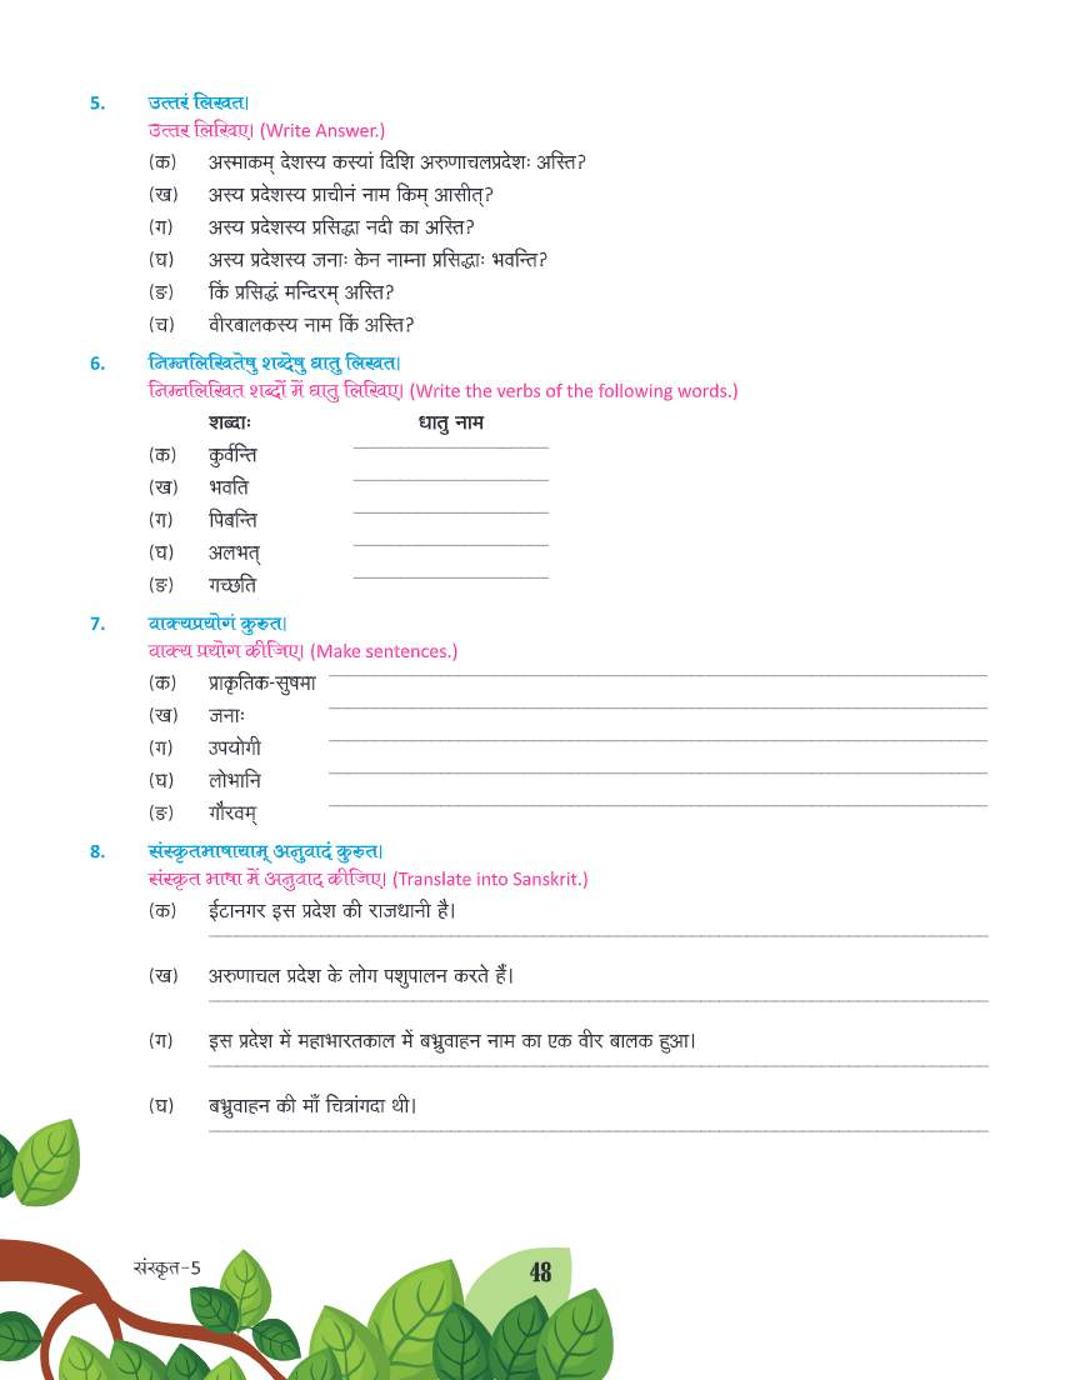 5. उत्तरं लिखत।
उत्तर लिखिए। (Write Answer.)
(क) अस्माकम् देशस्य कस्यां दिशि अरुणाचलप्रदेशः अस्ति?
(ख) अस्य प्रदेशस्य प्राचीनं नाम किम् आसीत्?
(ग) अस्य प्रदेशस्य प्रसिद्धा नदी का अस्ति?
(घ) अस्य प्रदेशस्य जनाः केन नाम्ना प्रसिद्धाः भवन्ति?
(ङ) किं प्रसिद्धं मन्दिरम् अस्ति?
(च) वीरबालकस्य नाम किं अस्ति?
6. निम्नलिखितेषु शब्देषु धातु लिखत।
निम्नलिखित शब्दों में धातु लिखिए। (Write the verbs of the following words.)
शब्दाः धातु नाम
(क) कुर्वन्ति
(ख) भवति
(ग) पिबन्ति
(घ) अलभत्
(ङ) गच्छति
7. वाक्यप्रयोगं कुरुत।
वाक्य प्रयोग कीजिए। (Make sentences.)
(क) प्राकृतिक-सुषमा
(ख) जनाः
(ग) उपयोगी
(घ) लोभानि
(ङ) गौरवम्
8. संस्कृतभाषायाम् अनुवादं कुरुत।
संस्कृत भाषा में अनुवाद कीजिए। (Translate into Sanskrit.)
(क) ईटानगर इस प्रदेश की राजधानी है।
(ख) अरुणाचल प्रदेश के लोग पशुपालन करते हैं।
(ग) इस प्रदेश में महाभारतकाल में बभ्रुवाहन नाम का एक वीर बालक हुआ।
(घ) बभ्रुवाहन की माँ चित्रांगदा थी।
संस्कृत-5
48